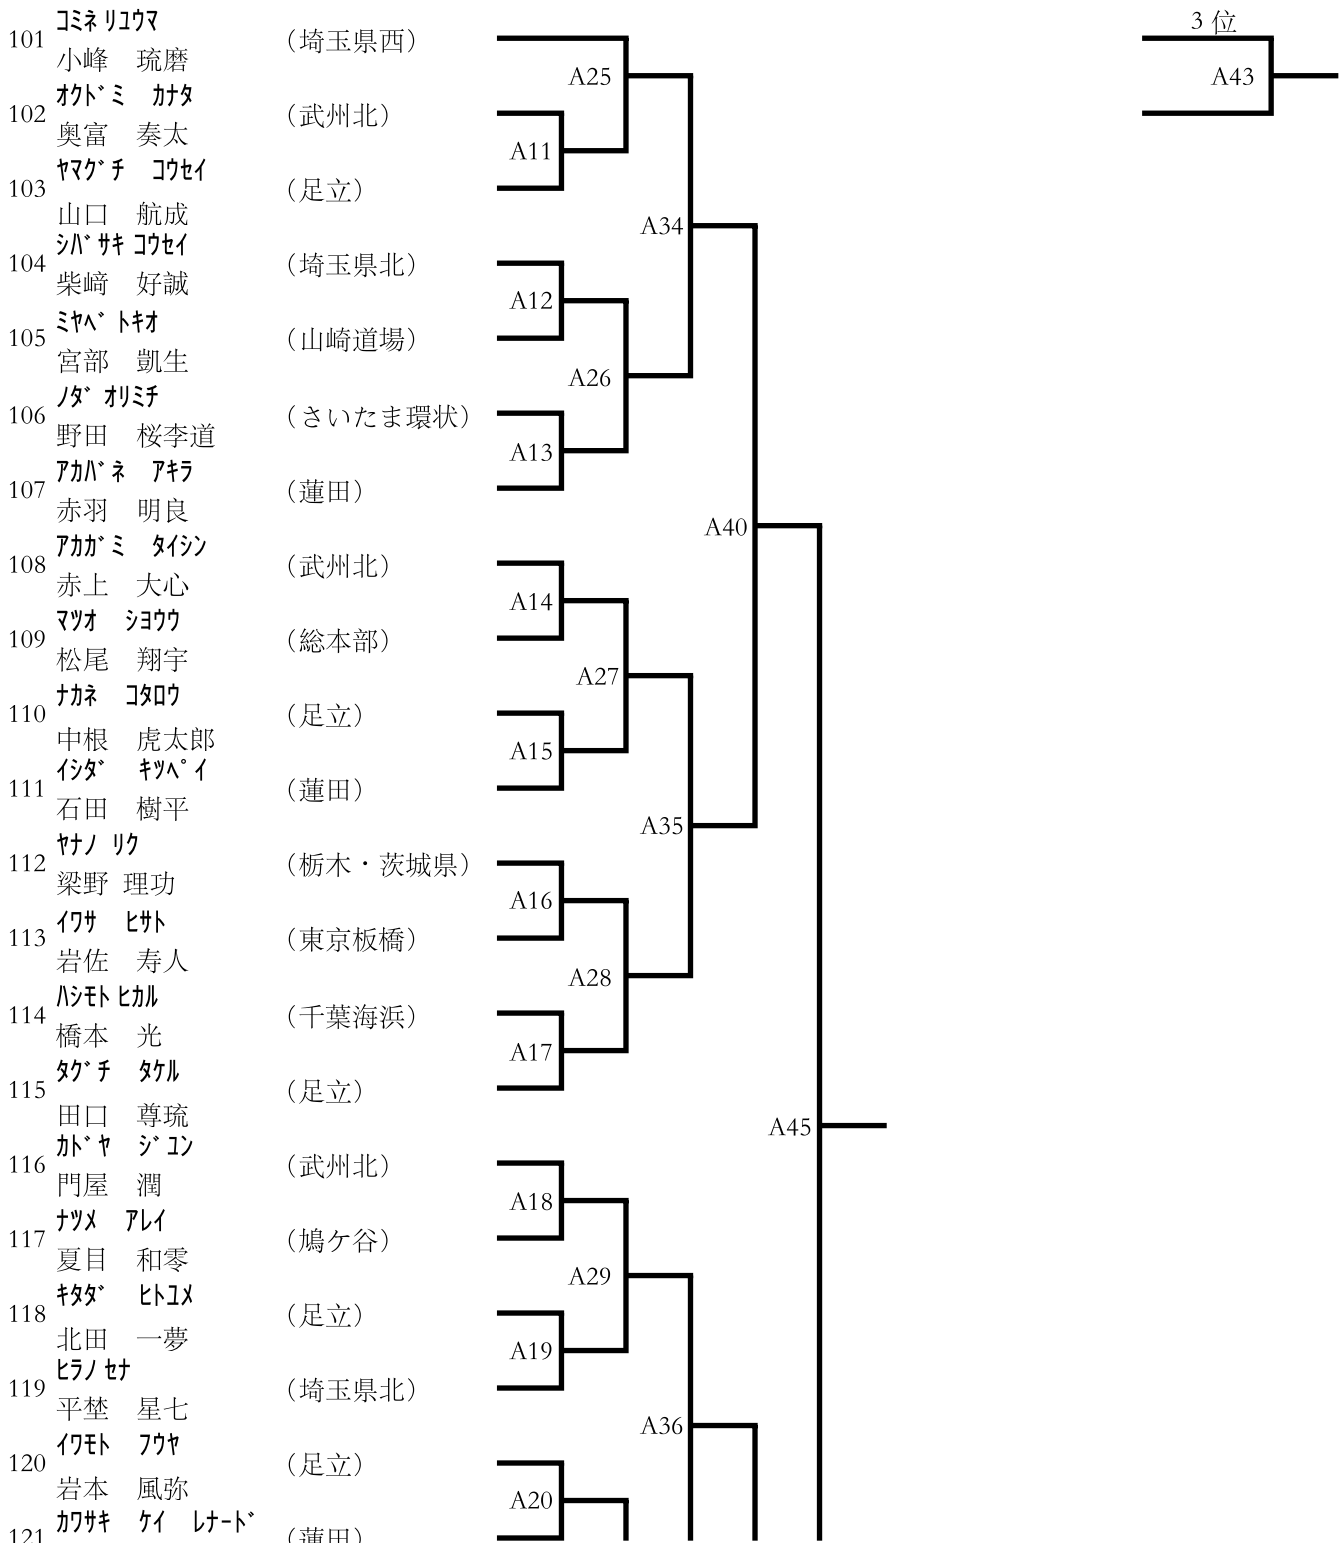 ｺﾐﾈ ﾘﾕｳﾏ
101 小峰　琉磨 （埼玉県西）
ｵｸﾄﾞﾐ　ｶﾅﾀ
102 奥富　奏太 （武州北）
ﾔﾏｸﾞﾁ　ｺｳｾｲ
103 山口　航成 （足立）
ｼﾊﾞｻｷ ｺｳｾｲ
104 柴﨑　好誠 （埼玉県北）
ﾐﾔﾍﾞ ﾄｷｵ
105 宮部　凱生 （山崎道場）
ﾉﾀﾞ ｵﾘﾐﾁ
106 野田　桜李道 （さいたま環状）
ｱｶﾊﾞﾈ　ｱｷﾗ
107 赤羽　明良 （蓮田）
ｱｶｶﾞﾐ　ﾀｲｼﾝ
108 赤上　大心 （武州北）
ﾏﾂｵ　ｼﾖｳｳ
109 松尾　翔宇 （総本部）
ﾅｶﾈ　ｺﾀﾛｳ
110 中根　虎太郎 （足立）
ｲｼﾀﾞ　ｷﾂﾍﾟｲ
111 石田　樹平 （蓮田）
ﾔﾅﾉ ﾘｸ
112 梁野 理功 （栃木・茨城県）
ｲﾜｻ　ﾋｻﾄ
113 岩佐　寿人 （東京板橋）
ﾊｼﾓﾄ ﾋｶﾙ
114 橋本　光 （千葉海浜）
ﾀｸﾞﾁ　ﾀｹﾙ
115 田口　尊琉 （足立）
ｶﾄﾞﾔ　ｼﾞﾕﾝ
116 門屋　潤 （武州北）
ﾅﾂﾒ　ｱﾚｲ
117 夏目　和零 （鳩ケ谷）
ｷﾀﾀﾞ　ﾋﾄﾕﾒ
118 北田　一夢 （足立）
ﾋﾗﾉ ｾﾅ
119 平埜　星七 （埼玉県北）
ｲﾜﾓﾄ　ﾌｳﾔ
120 岩本　風弥 （足立）
ｶﾜｻｷ　ｹｲ　ﾚﾅｰﾄﾞ
121 （蓮田）
A11
A12
A13
A14
A15
A16
A17
A18
A19
A20
A25
A26
A27
A28
A29
A34
A35
A36
A40
A45
3 位
A43